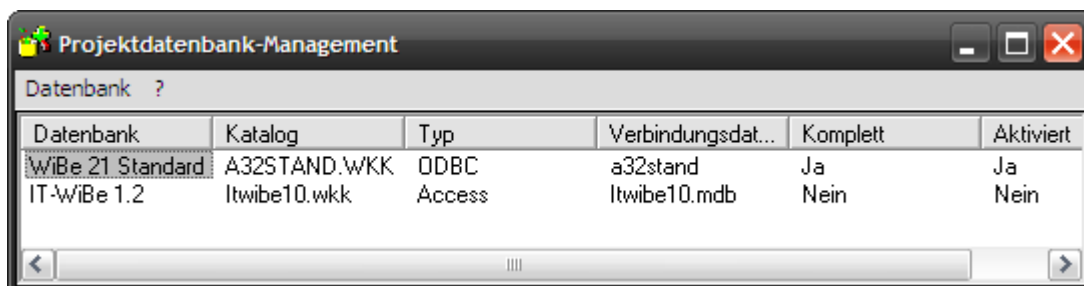 Projektdatenbank-Management
Datenbank ?
Datenbank Katalog Typ Verbindungsdat... Komplett Aktiviert
WiBe 21 Standard A32STAND.WKK ODBC a32stand Ja Ja
IT-WiBe 1.2 Itwibe10.wkk Access Itwibe10.mdb Nein Nein